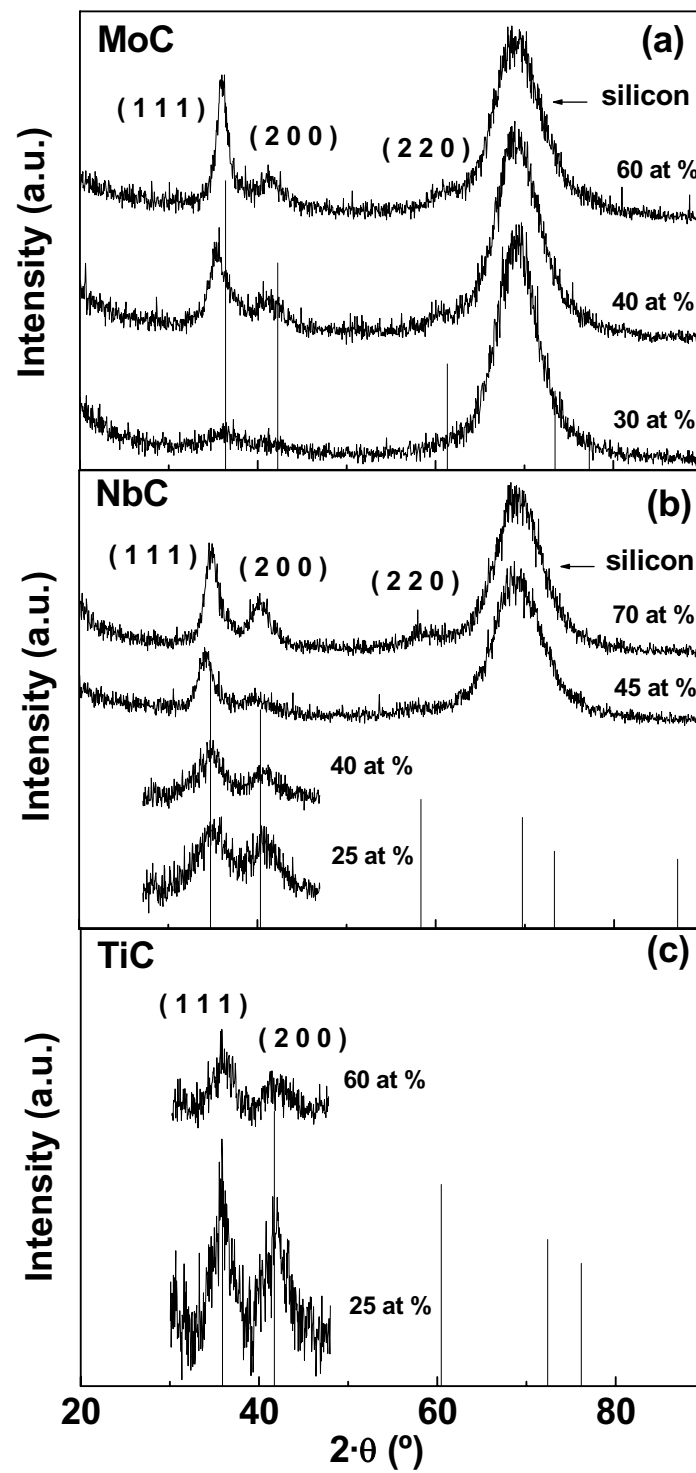 MoC
(a)
silicon
( 1 1 1 )
( 2 0 0 )
( 2 2 0 )
60 at %
40 at %
30 at %
Intensity (a.u.)
NbC
(b)
silicon
( 1 1 1 )
( 2 0 0 )
( 2 2 0 )
70 at %
45 at %
40 at %
25 at %
Intensity (a.u.)
TiC
(c)
( 1 1 1 )
( 2 0 0 )
60 at %
25 at %
Intensity (a.u.)
20 40 60 80
2·θ (º)